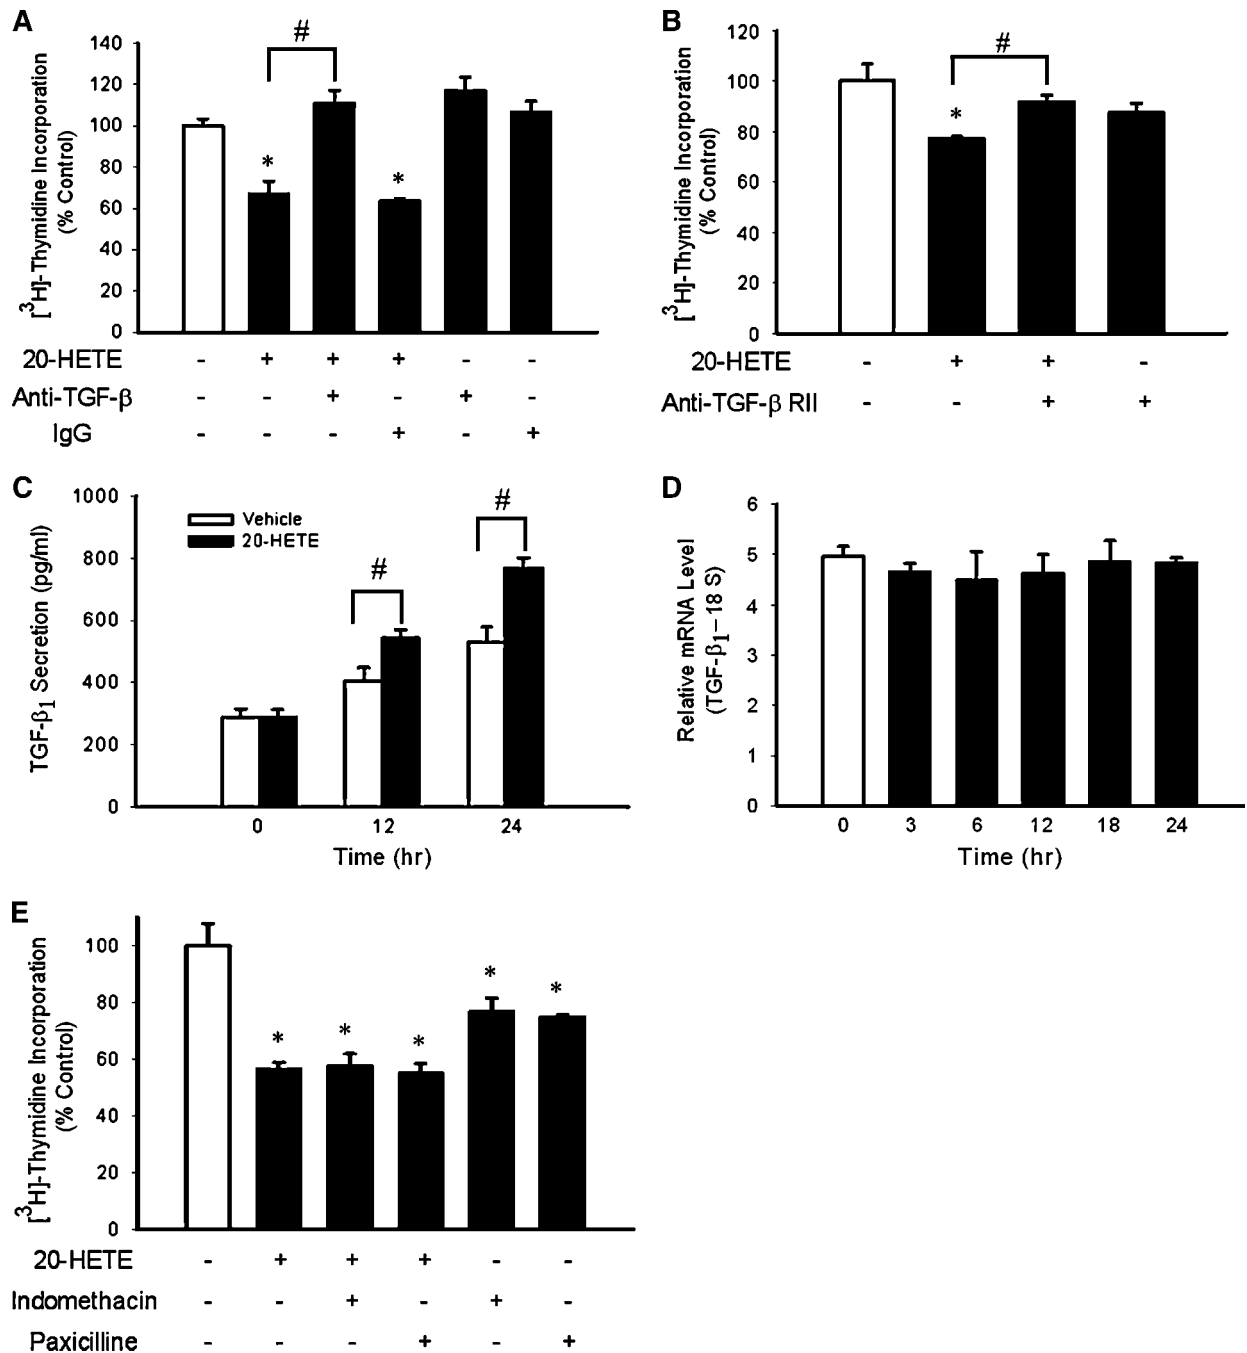 A
[3H]-Thymidine Incorporation
(% Control)
140
120
100
80
60
40
20
0
#
*
*
20-HETE - + + + - -
Anti-TGF-β - - + - + -
IgG - - - + - +
B
[3H]-Thymidine Incorporation
(% Control)
120
100
80
60
40
20
0
#
*
20-HETE - + + -
Anti-TGF-β RII - - + +
C
TGF-β1 Secretion (pg/ml)
1000
800
600
400
200
0
Vehicle
20-HETE
#
#
0 12 24
Time (hr)
D
Relative mRNA Level
(TGF-β1-18 S)
6
5
4
3
2
1
0
0 3 6 12 18 24
Time (hr)
E
[3H]-Thymidine Incorporation
(% Control)
100
80
60
40
20
0
* * * * *
20-HETE - + + + - -
Indomethacin - - + - + -
Paxicilline - - - + - +